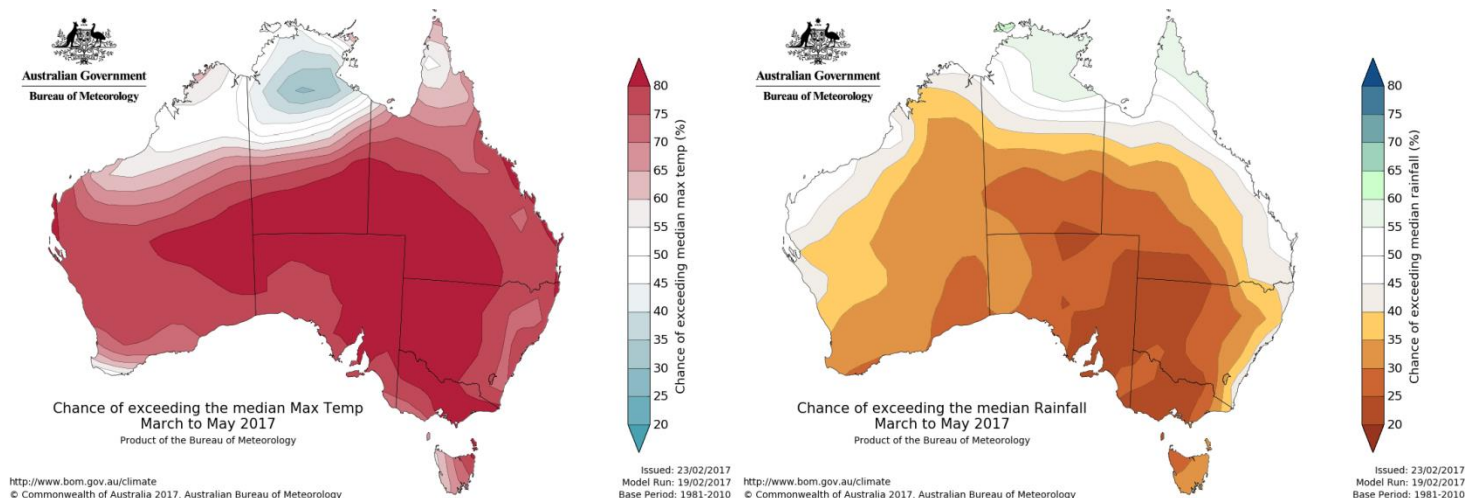 Australian Government
Bureau of Meteorology
80
75
70
65
60
55
50
45
40
35
30
25
20
Chance of exceeding median max temp (%)
Chance of exceeding the median Max Temp
March to May 2017
Product of the Bureau of Meteorology
http://www.bom.gov.au/climate
© Commonwealth of Australia 2017, Australian Bureau of Meteorology
Issued: 23/02/2017
Model Run: 19/02/2017
Base Period: 1981-2010
Australian Government
Bureau of Meteorology
80
75
70
65
60
55
50
45
40
35
30
25
20
Chance of exceeding median rainfall (%)
Chance of exceeding the median Rainfall
March to May 2017
Product of the Bureau of Meteorology
http://www.bom.gov.au/climate
© Commonwealth of Australia 2017, Australian Bureau of Meteorology
Issued: 23/02/2017
Model Run: 19/02/2017
Base Period: 1981-2010